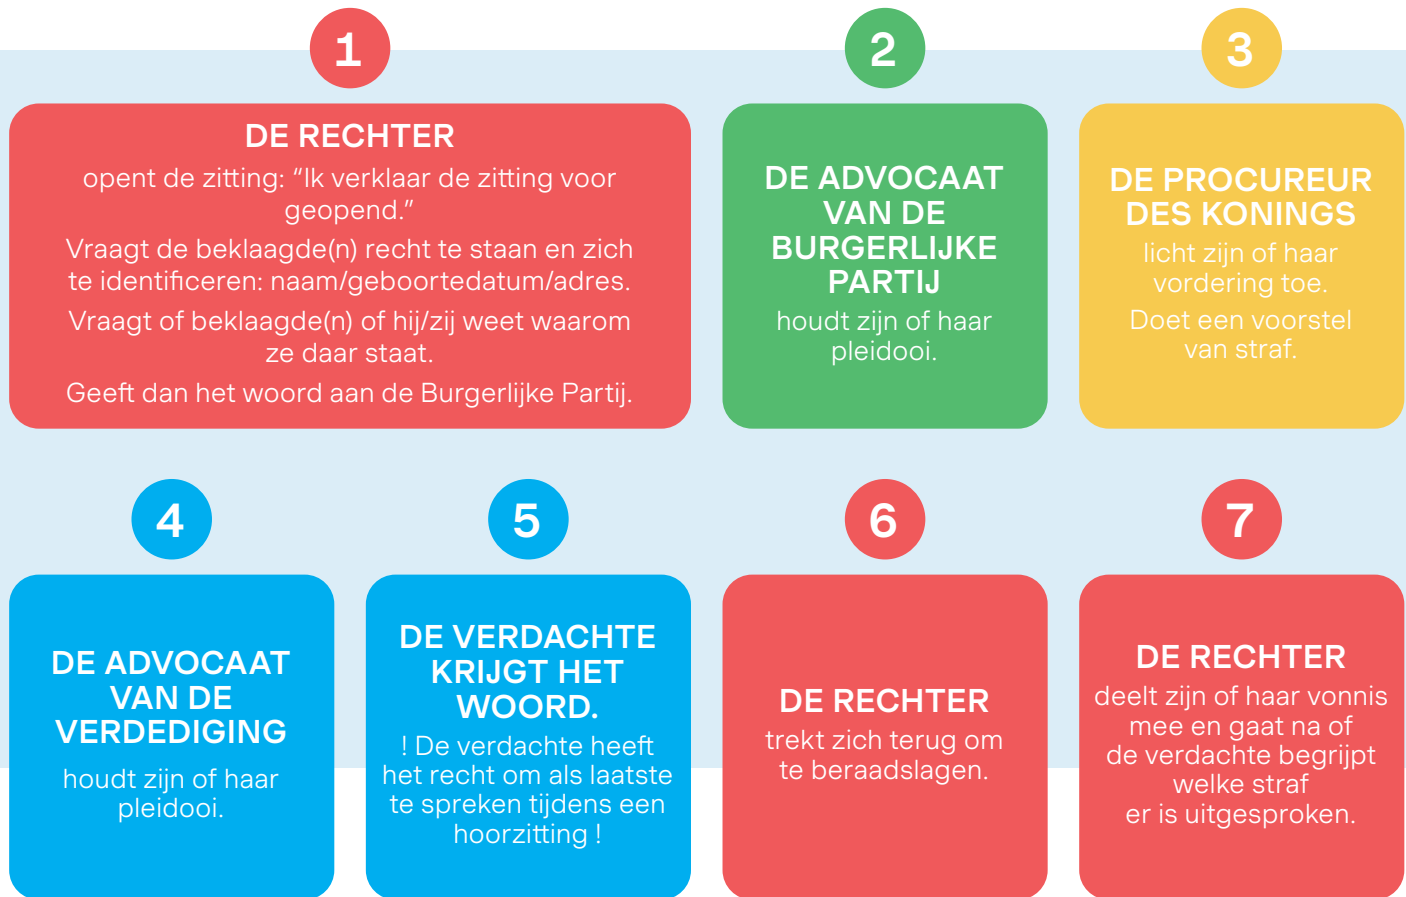 1
DE RECHTER
opent de zitting: “Ik verklaar de zitting voor
geopend.”
Vraagt de beklaagde(n) recht te staan en zich
te identificeren: naam/geboortedatum/adres.
Vraagt of beklaagde(n) of hij/zij weet waarom
ze daar staat.
Geeft dan het woord aan de Burgerlijke Partij.
2
DE ADVOCAAT
VAN DE
BURGERLIJKE
PARTIJ
houdt zijn of haar
pleidooi.
3
DE PROCUREUR
DES KONINGS
licht zijn of haar
vordering toe.
Doet een voorstel
van straf.
4
DE ADVOCAAT
VAN DE
VERDEDIGING
houdt zijn of haar
pleidooi.
5
DE VERDACHTE
KRIJGT HET
WOORD.
! De verdachte heeft
het recht om als laatste
te spreken tijdens een
hoorzitting !
6
DE RECHTER
trekt zich terug om
te beraadslagen.
7
DE RECHTER
deelt zijn of haar vonnis
mee en gaat na of
de verdachte begrijpt
welke straf
er is uitgesproken.